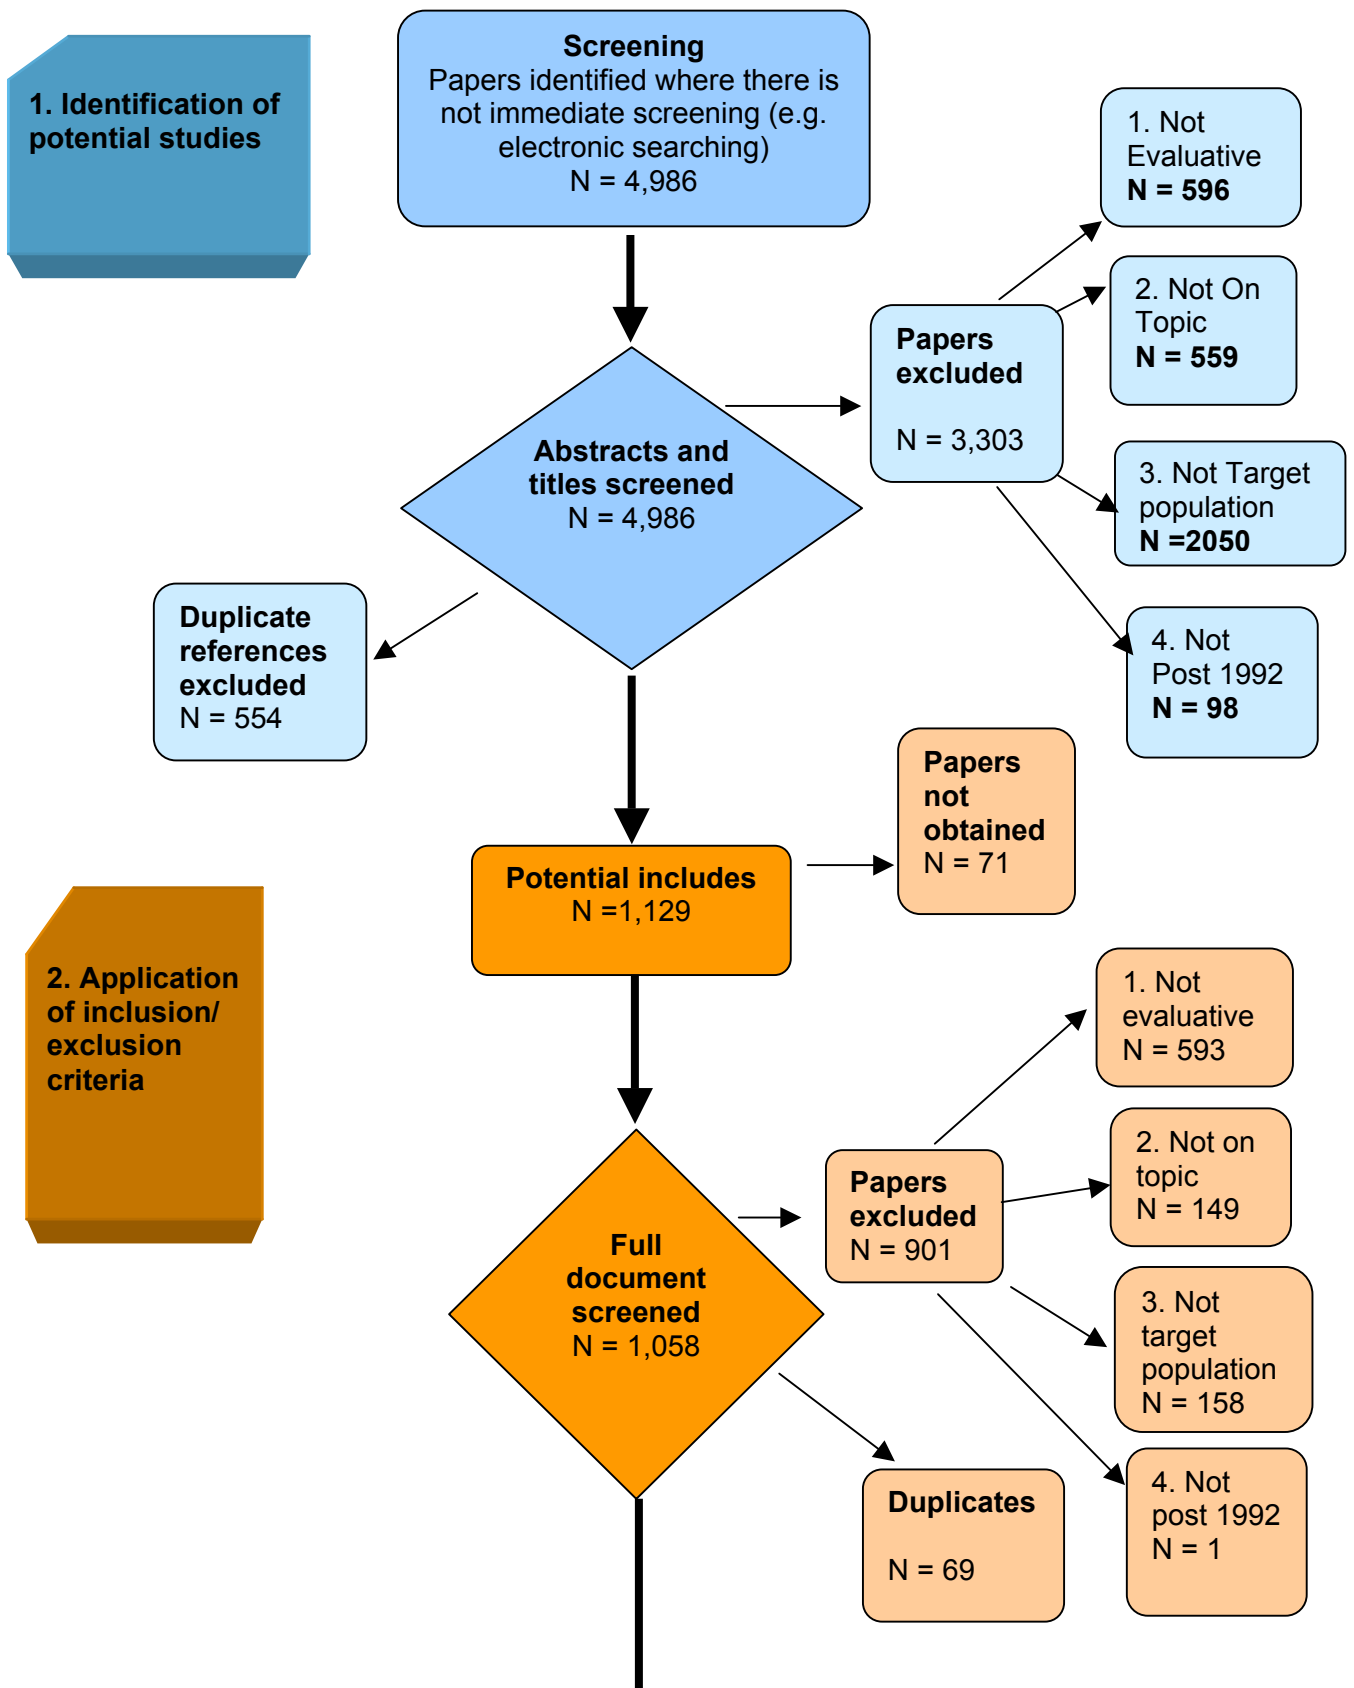 1. Identification of
potential studies
Screening
Papers identified where there is
not immediate screening (e.g.
electronic searching)
N = 4,986
1. Not
Evaluative
N = 596
2. Not On
Topic
N = 559
Papers
excluded
N = 3,303
Abstracts and
titles screened
N = 4,986
3. Not Target
population
N =2050
Duplicate
references
excluded
N = 554
4. Not
Post 1992
N = 98
Papers
not
obtained
N = 71
Potential includes
N =1,129
2. Application
of inclusion/
exclusion
criteria
1. Not
evaluative
N = 593
2. Not on
topic
N = 149
Papers
excluded
N = 901
Full
document
screened
N = 1,058
3. Not
target
population
N = 158
Duplicates
N = 69
4. Not
post 1992
N = 1